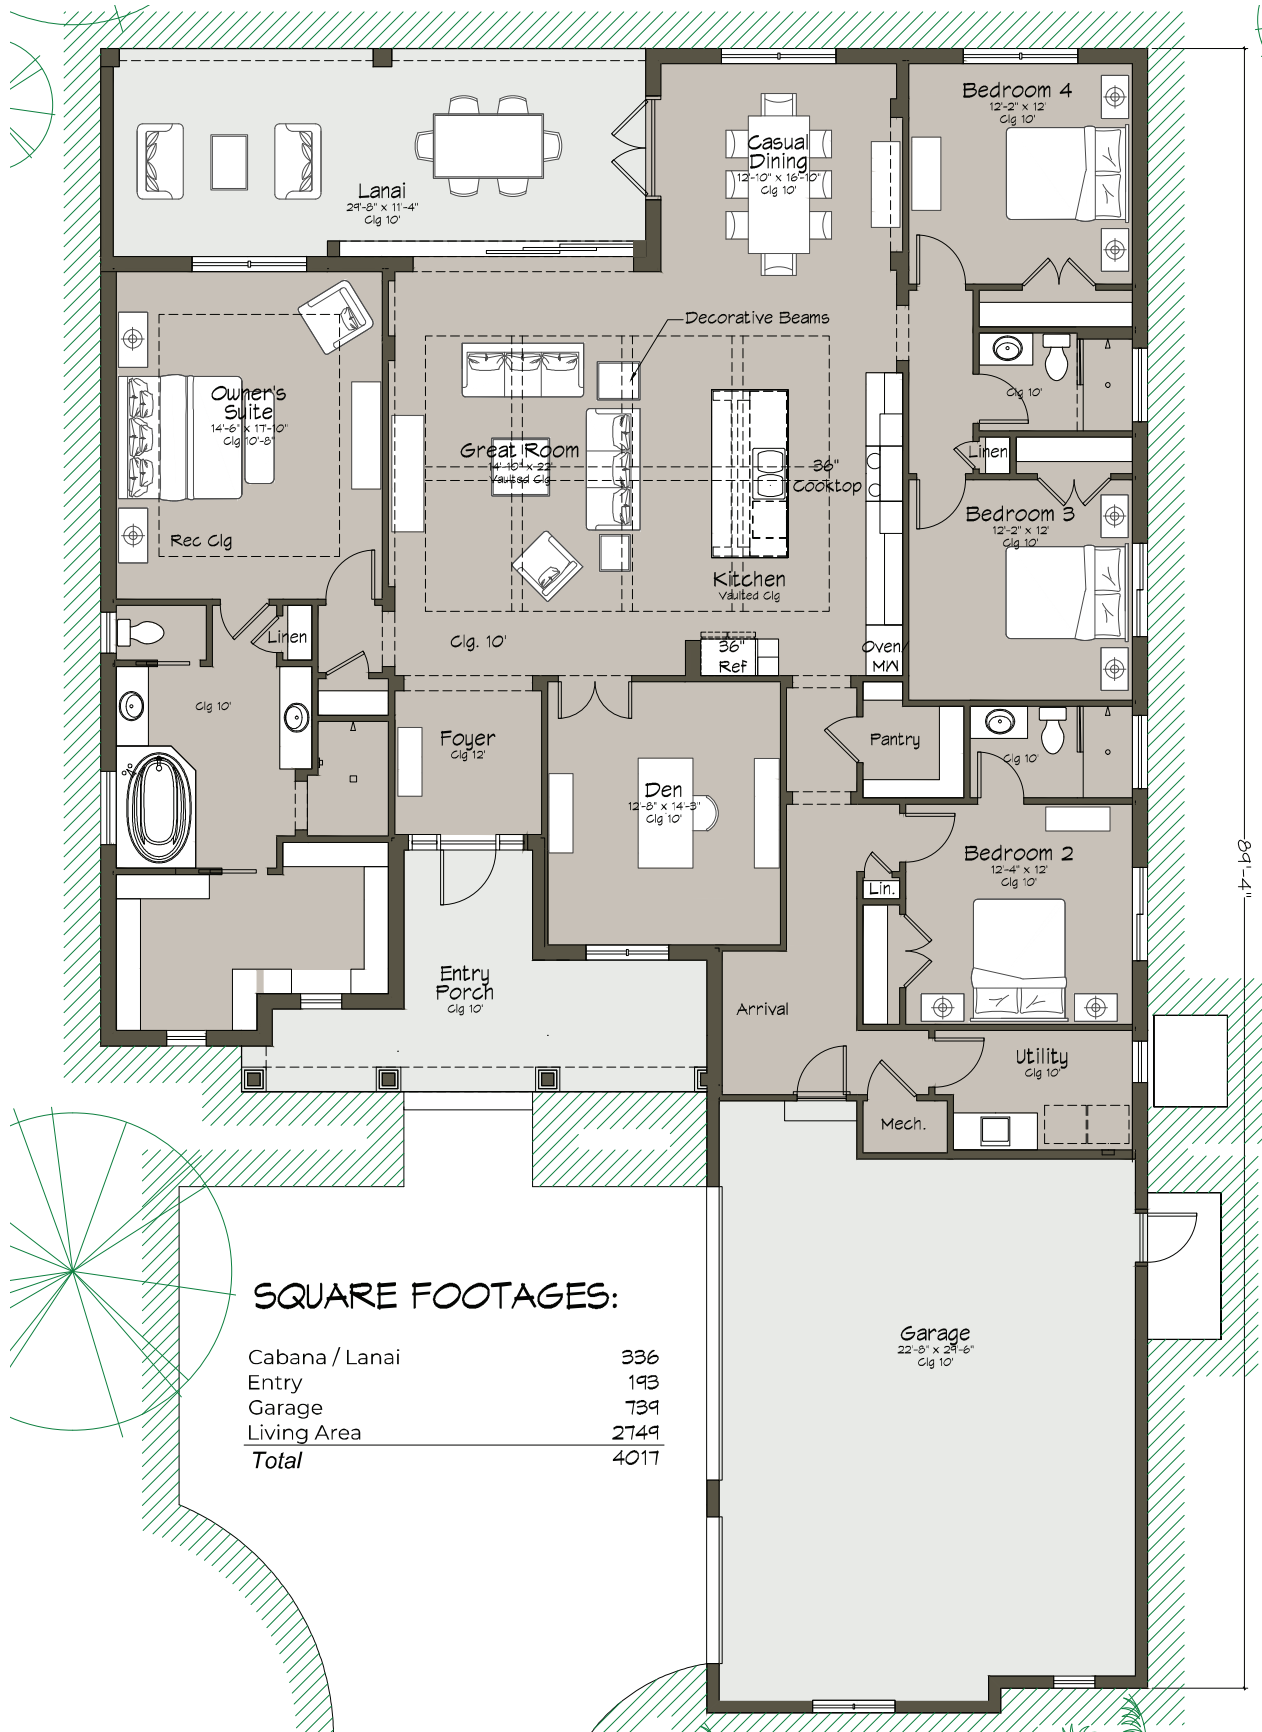 Bedroom 4
12'-2" x 12'
Clg 10'
Casual
Dining
12'-10" x 16'-10"
Clg 10'
Lanai
29'-8" x 11'-4"
Clg 10'
Decorative Beams
Owner's
Suite
14'-6" x 17'-10"
Clg 10'-8"
Rec Clg
Great Room
14'-10" x 22'
Vaulted Clg
36"
Cooktop
Kitchen
Vaulted Clg
Clg 10'
Linen
Bedroom 3
12'-2" x 12'
Clg 10'
Linen
Clg. 10'
36"
Ref
Oven/
MW
Clg 10'
Foyer
Clg 12'
Pantry
Clg 10'
Den
12'-8" x 14'-3"
Clg 10'
Bedroom 2
12'-4" x 12'
Clg 10'
Lin.
89'-4"
Entry
Porch
Clg 10'
Arrival
Utility
Clg 10'
Mech.
SQUARE FOOTAGES:
Cabana / Lanai 336
Entry 193
Garage 739
Living Area 2749
Total 4017
Garage
22'-8" x 29'-6"
Clg 10'